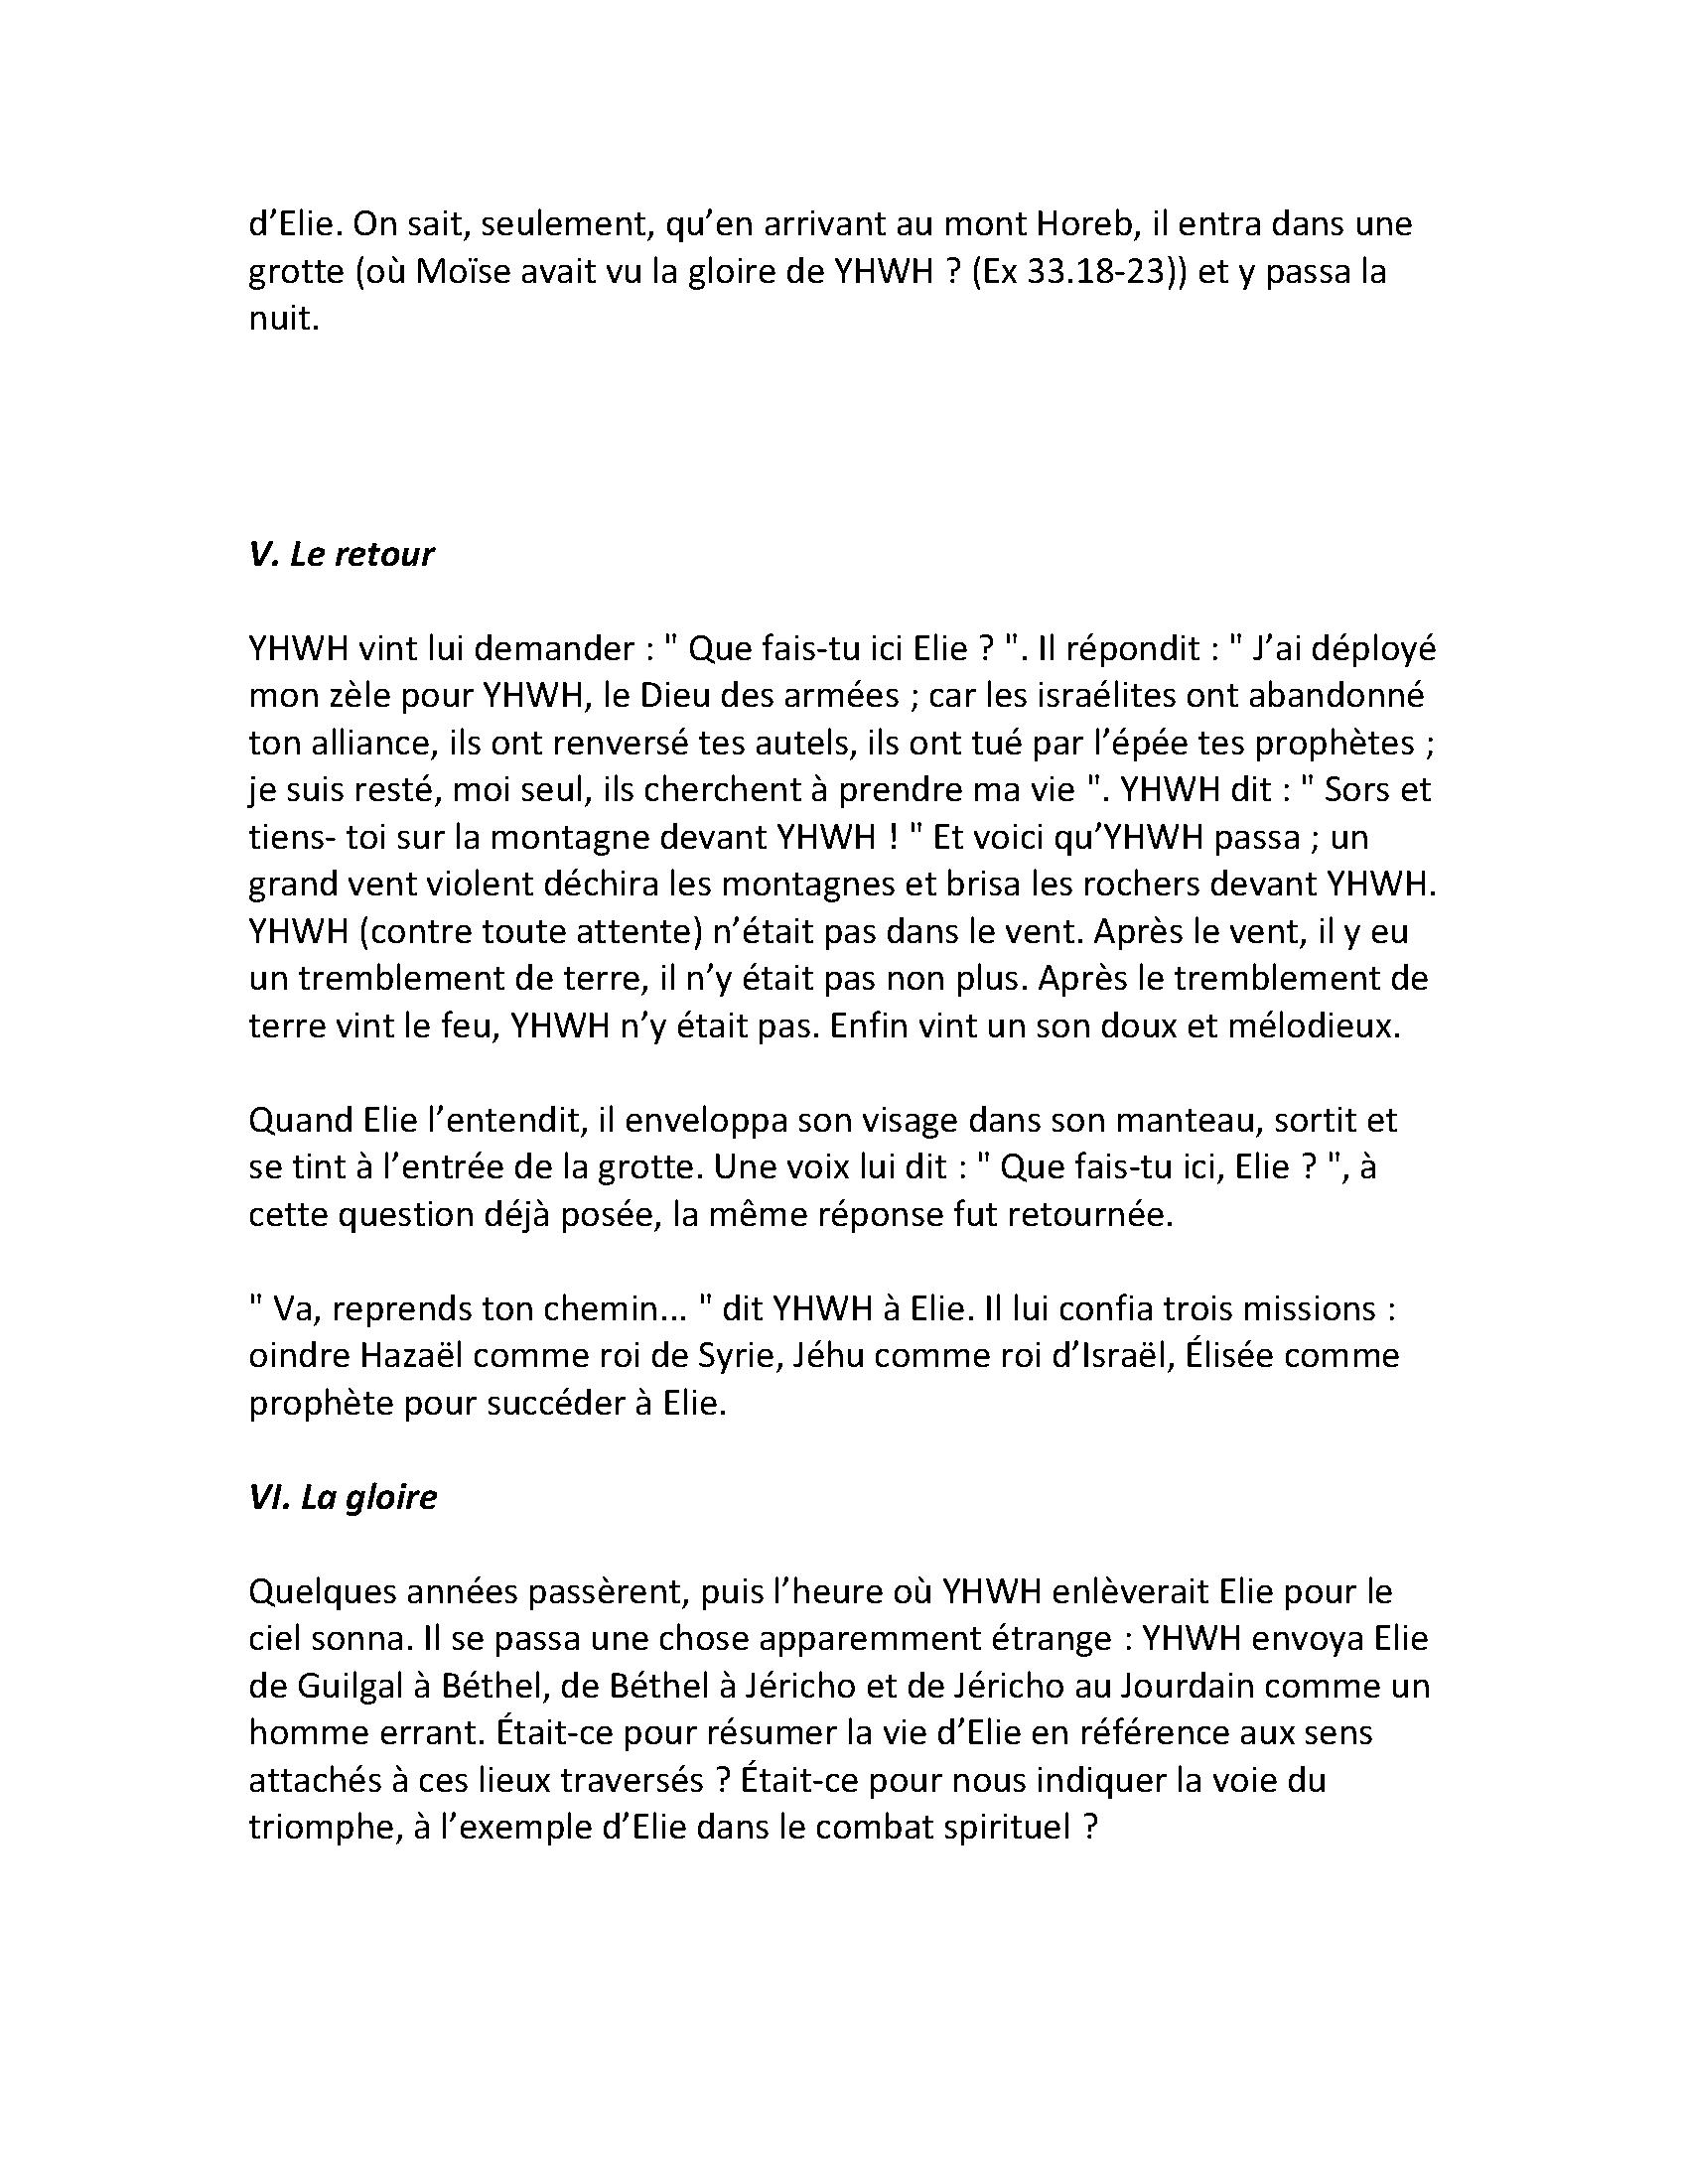 d’Elie. On sait, seulement, qu’en arrivant au mont Horeb, il entra dans une
grotte (où Moïse avait vu la gloire de YHWH ? (Ex 33.18-23)) et y passa la
nuit.
V. Le retour
YHWH vint lui demander : " Que fais-tu ici Elie ? ". Il répondit : " J’ai déployé
mon zèle pour YHWH, le Dieu des armées ; car les israélites ont abandonné
ton alliance, ils ont renversé tes autels, ils ont tué par l’épée tes prophètes ;
je suis resté, moi seul, ils cherchent à prendre ma vie ". YHWH dit : " Sors et
tiens- toi sur la montagne devant YHWH ! " Et voici qu’YHWH passa ; un
grand vent violent déchira les montagnes et brisa les rochers devant YHWH.
YHWH (contre toute attente) n’était pas dans le vent. Après le vent, il y eu
un tremblement de terre, il n’y était pas non plus. Après le tremblement de
terre vint le feu, YHWH n’y était pas. Enfin vint un son doux et mélodieux.
Quand Elie l’entendit, il enveloppa son visage dans son manteau, sortit et
se tint à l’entrée de la grotte. Une voix lui dit : " Que fais-tu ici, Elie ? ", à
cette question déjà posée, la même réponse fut retournée.
" Va, reprends ton chemin... " dit YHWH à Elie. Il lui confia trois missions :
oindre Hazaël comme roi de Syrie, Jéhu comme roi d’Israël, Élisée comme
prophète pour succéder à Elie.
VI. La gloire
Quelques années passèrent, puis l’heure où YHWH enlèverait Elie pour le
ciel sonna. Il se passa une chose apparemment étrange : YHWH envoya Elie
de Guilgal à Béthel, de Béthel à Jéricho et de Jéricho au Jourdain comme un
homme errant. Était-ce pour résumer la vie d’Elie en référence aux sens
attachés à ces lieux traversés ? Était-ce pour nous indiquer la voie du
triomphe, à l’exemple d’Elie dans le combat spirituel ?